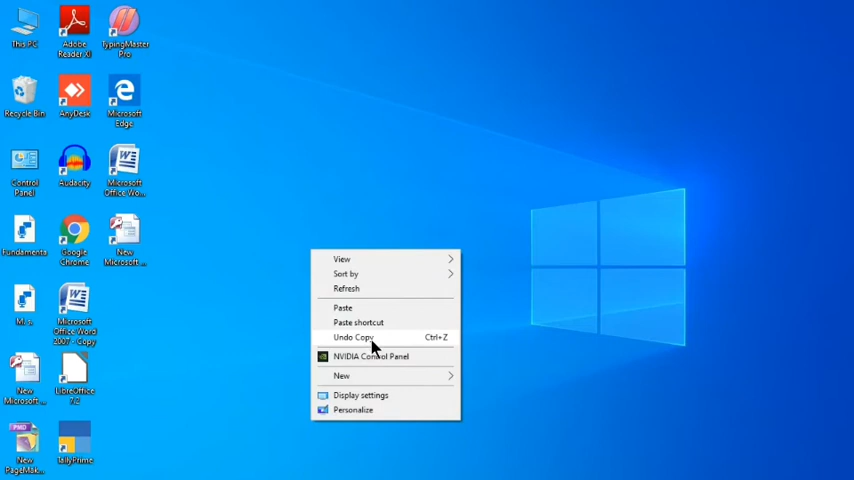 This PC
Adobe
Reader XI
TypingMaster
Pro
Recycle Bin
AnyDesk
Microsoft
Edge
Control
Panel
Audacity
Microsoft
Office Wo...
Fundamenta
Google
Chrome
New
Microsoft ...
M. s.
Microsoft
Office Word
2007 - Copy
New
Microsoft ...
LibreOffice
7.2
PMD
New
PageMak...
TallyPrime
View
Sort by
Refresh
Paste
Paste shortcut
Undo Copy Ctrl+Z
NVIDIA Control Panel
New
Display settings
Personalize